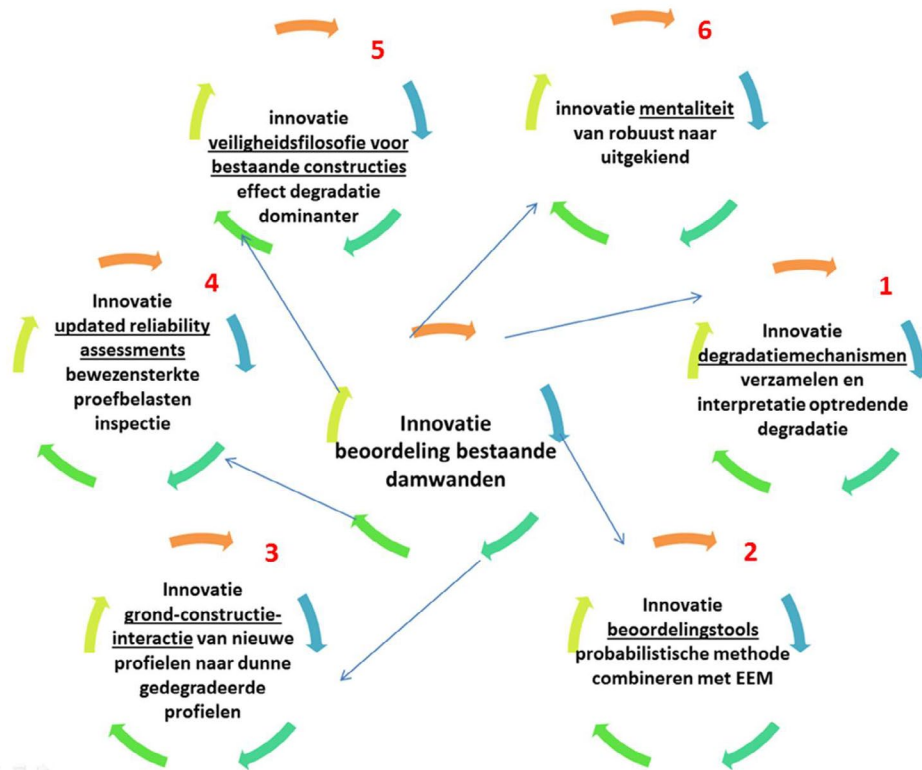 5
innovatie
veiligheidsfilosofie voor
bestaande constructies
effect degradatie
dominanter
6
innovatie mentaliteit
van robuust naar
uitgekiend
4
Innovatie
updated reliability
assessments
bewezensterkte
proefbelasten
inspectie
1
Innovatie
degradatiemechanismen
verzamelen en
interpretatie optredende
degradatie
Innovatie
beoordeling bestaande
damwanden
3
Innovatie
grond-constructie-
interactie van nieuwe
profielen naar dunne
gedegradeerde
profielen
2
Innovatie
beoordelingstools
probabilistische methode
combineren met EEM